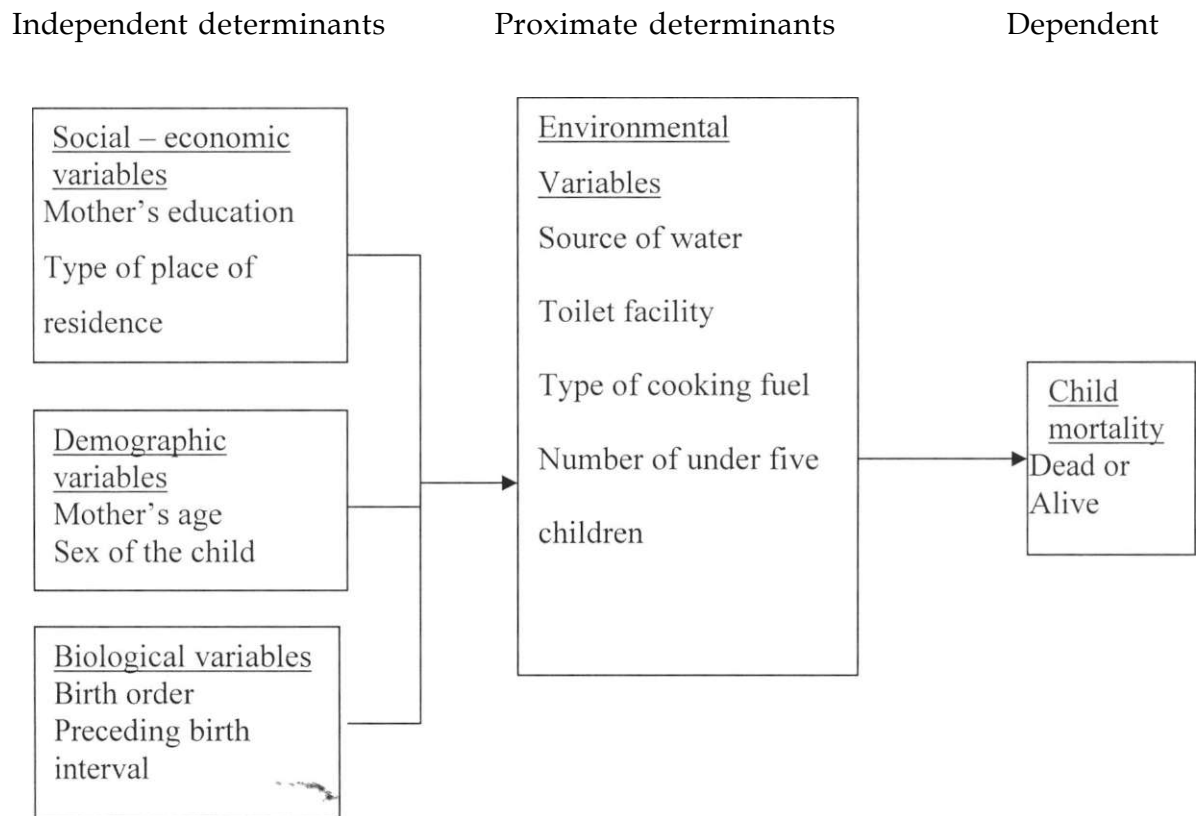 Independent determinants
Proximate determinants
Dependent
Social – economic
variables
Mother’s education
Type of place of
residence
Demographic
variables
Mother’s age
Sex of the child
Biological variables
Birth order
Preceding birth
interval
Environmental
Variables
Source of water
Toilet facility
Type of cooking fuel
Number of under five
children
Child
mortality
Dead or
Alive